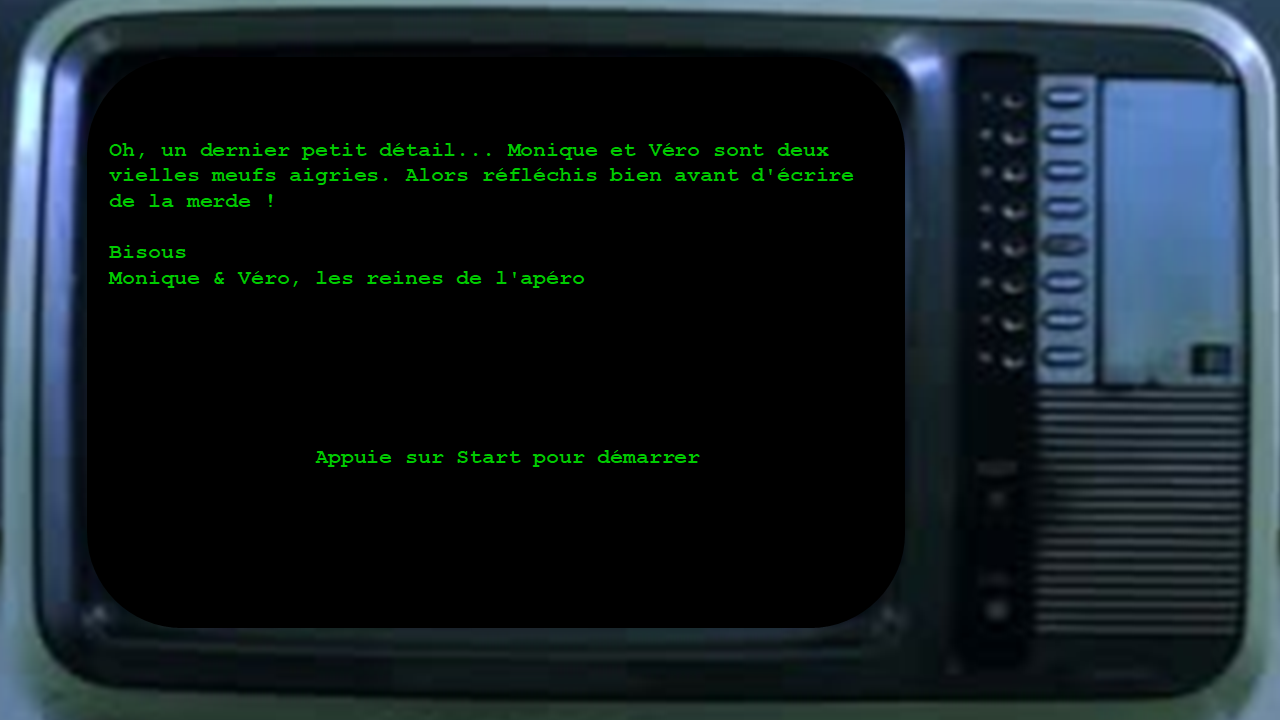 Oh, un dernier petit détail... Monique et Véro sont deux
vielles meufs aigries. Alors réfléchis bien avant d'écrire
de la merde !
Bisous
Monique & Véro, les reines de l'apéro
Appuie sur Start pour démarrer